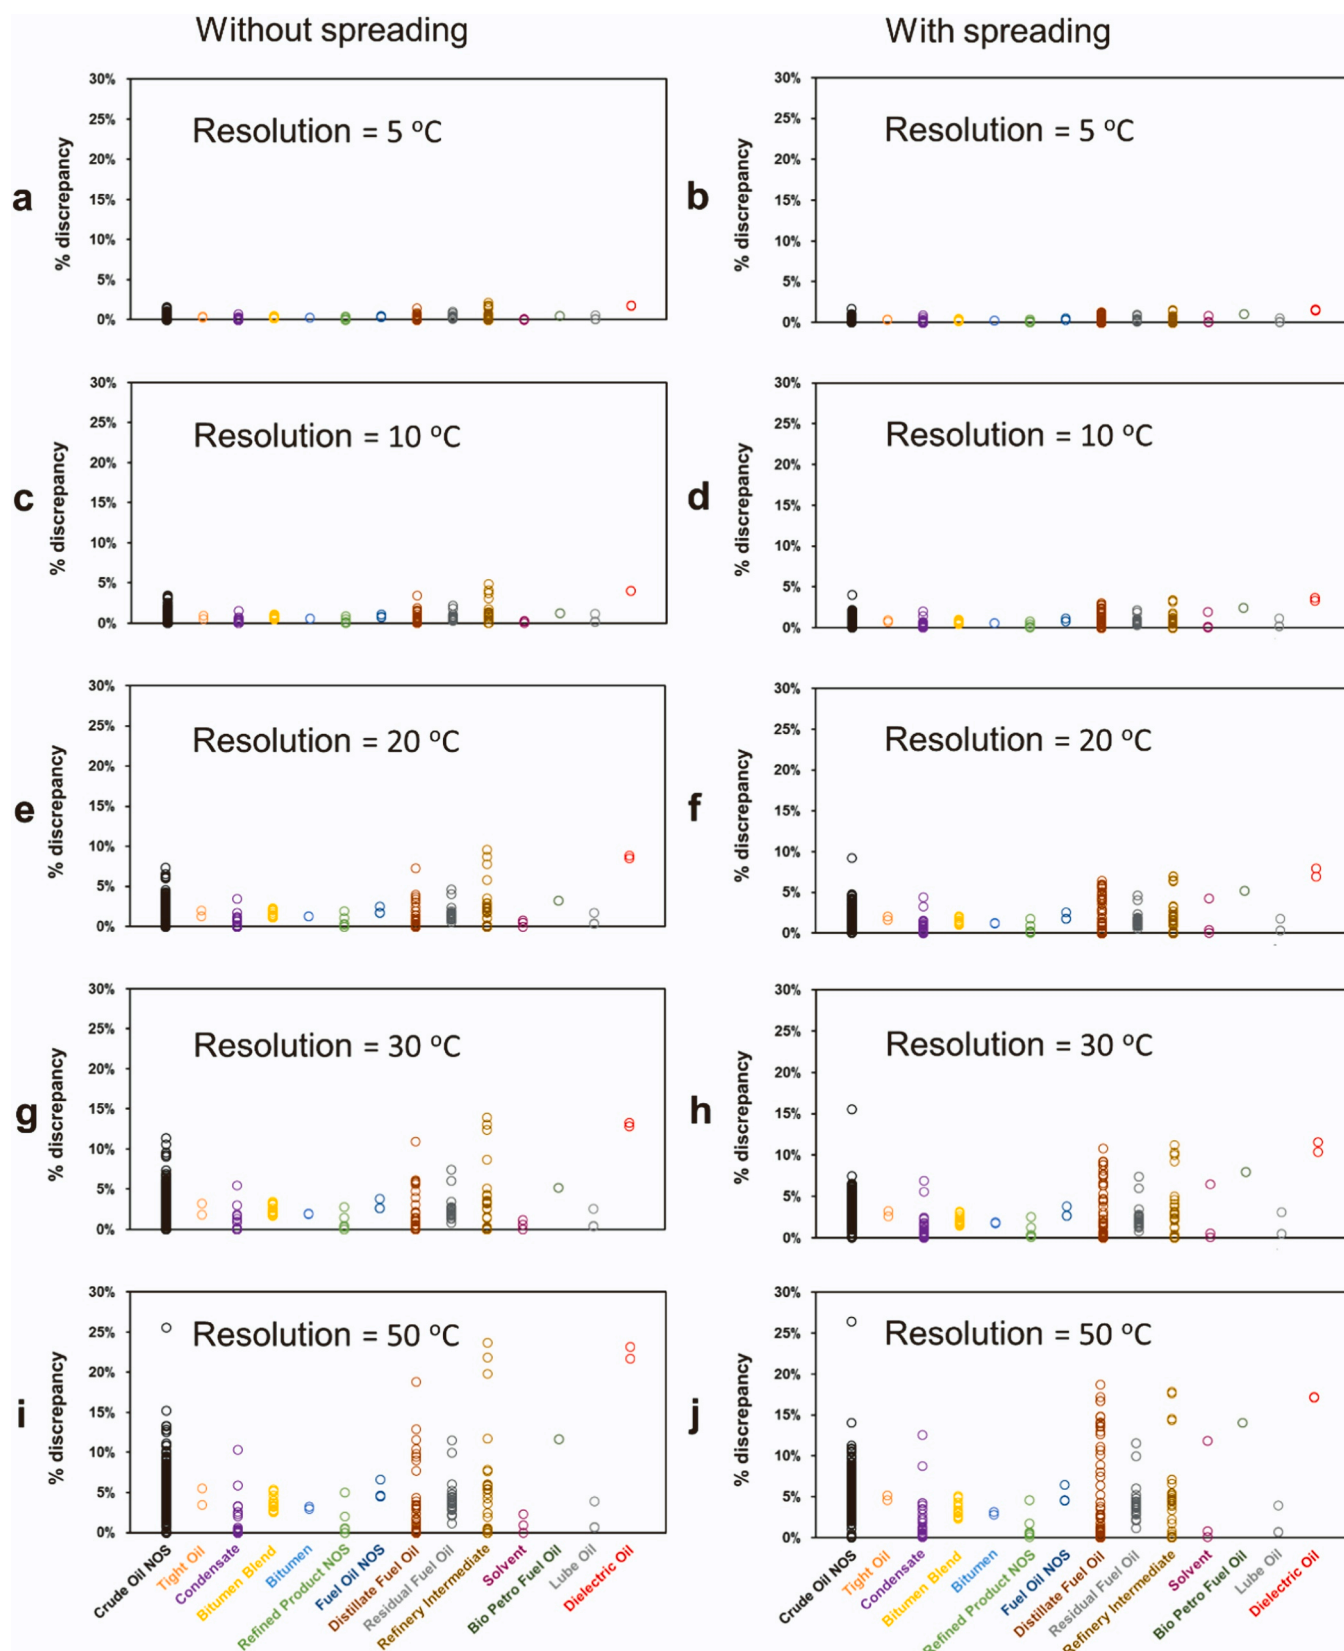 Without spreading
With spreading
a
% discrepancy
30%
25%
20%
15%
10%
5%
0%
Resolution = 5 °C
b
% discrepancy
30%
25%
20%
15%
10%
5%
0%
Resolution = 5 °C
c
% discrepancy
30%
25%
20%
15%
10%
5%
0%
Resolution = 10 °C
d
% discrepancy
30%
25%
20%
15%
10%
5%
0%
Resolution = 10 °C
e
% discrepancy
30%
25%
20%
15%
10%
5%
0%
Resolution = 20 °C
f
% discrepancy
30%
25%
20%
15%
10%
5%
0%
Resolution = 20 °C
g
% discrepancy
30%
25%
20%
15%
10%
5%
0%
Resolution = 30 °C
h
% discrepancy
30%
25%
20%
15%
10%
5%
0%
Resolution = 30 °C
i
% discrepancy
30%
25%
20%
15%
10%
5%
0%
Resolution = 50 °C
Crude Oil NOS
Tight Oil
Condensate
Bitumen Blend
Bitumen
Refined Product NOS
Fuel Oil NOS
Distillate Fuel Oil
Residual Fuel Oil
Refinery Intermediate
Solvent
Bio Petro Fuel Oil
Lube Oil
Dielectric Oil
j
% discrepancy
30%
25%
20%
15%
10%
5%
0%
Resolution = 50 °C
Crude Oil NOS
Tight Oil
Condensate
Bitumen Blend
Bitumen
Refined Product NOS
Fuel Oil NOS
Distillate Fuel Oil
Residual Fuel Oil
Refinery Intermediate
Solvent
Bio Petro Fuel Oil
Lube Oil
Dielectric Oil